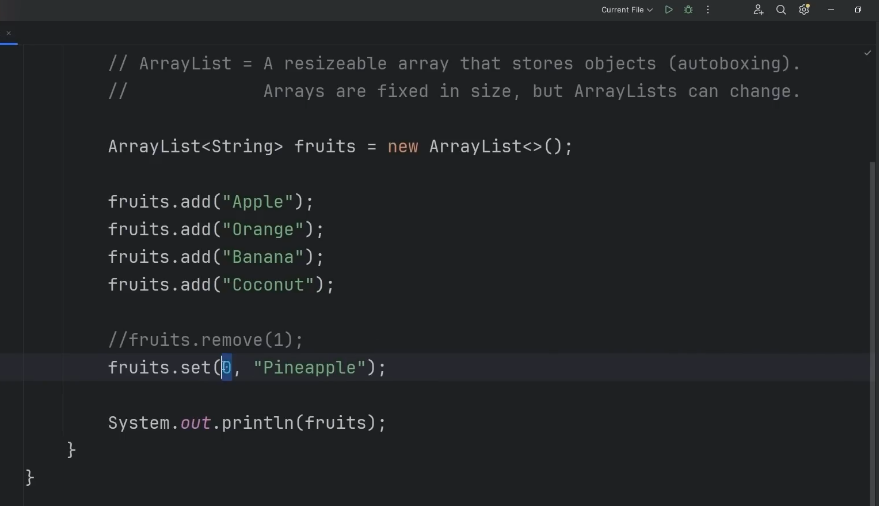 Current File
// ArrayList = A resizeable array that stores objects (autoboxing).
// Arrays are fixed in size, but ArrayLists can change.
ArrayList<String> fruits = new ArrayList<>();
fruits.add("Apple");
fruits.add("Orange");
fruits.add("Banana");
fruits.add("Coconut");
//fruits.remove(1);
fruits.set(0, "Pineapple");
System.out.println(fruits);
}
}